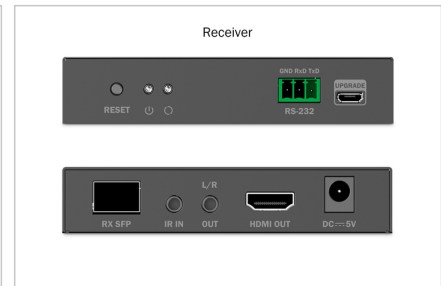 Receiver
GND RxD TxD
UPGRADE
RESET
RS-232
L/R
RX SFP
IR IN
OUT
HDMI OUT
DC⎓5V